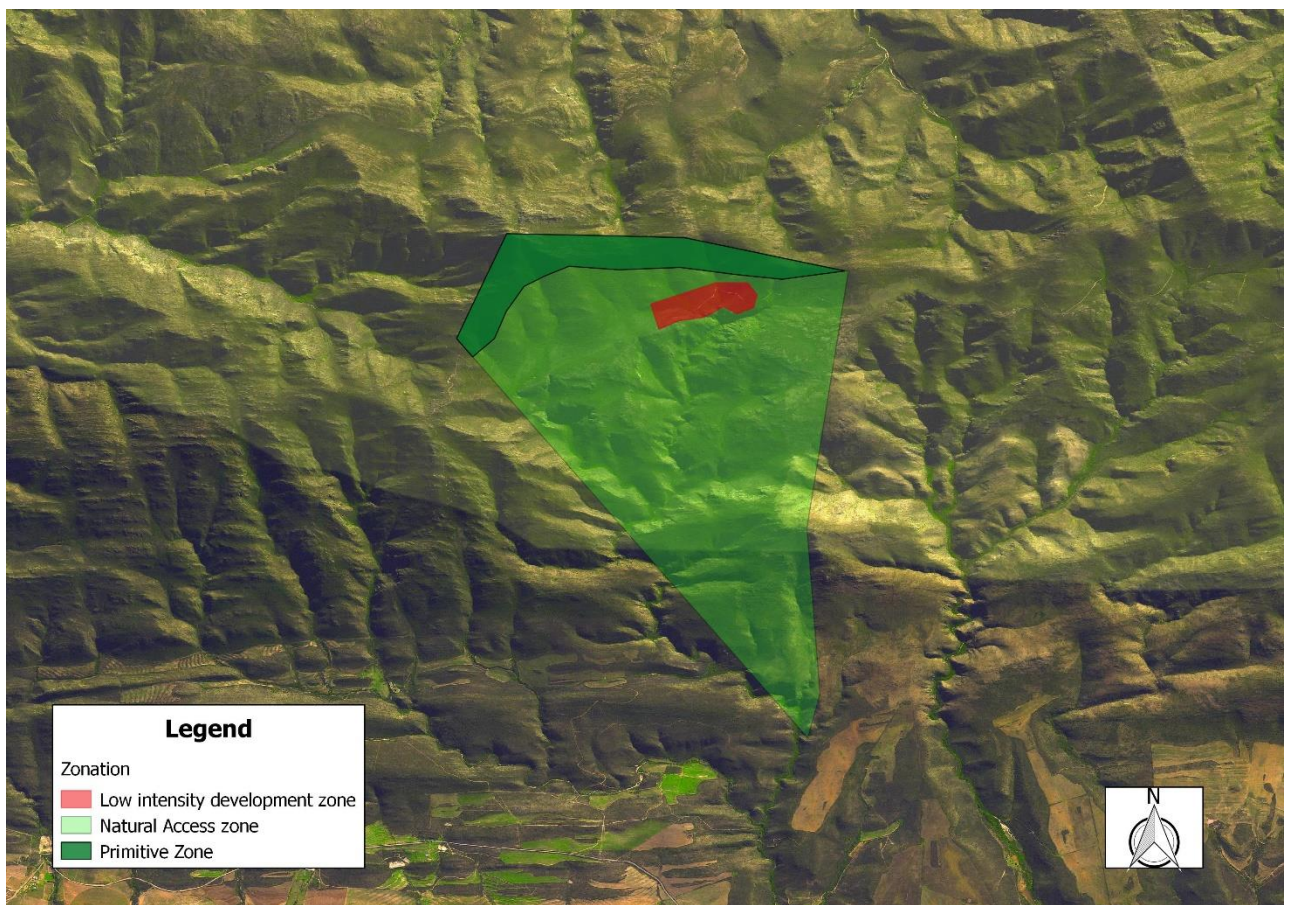 Legend
Zonation
Low intensity development zone
Natural Access zone
Primitive Zone
N